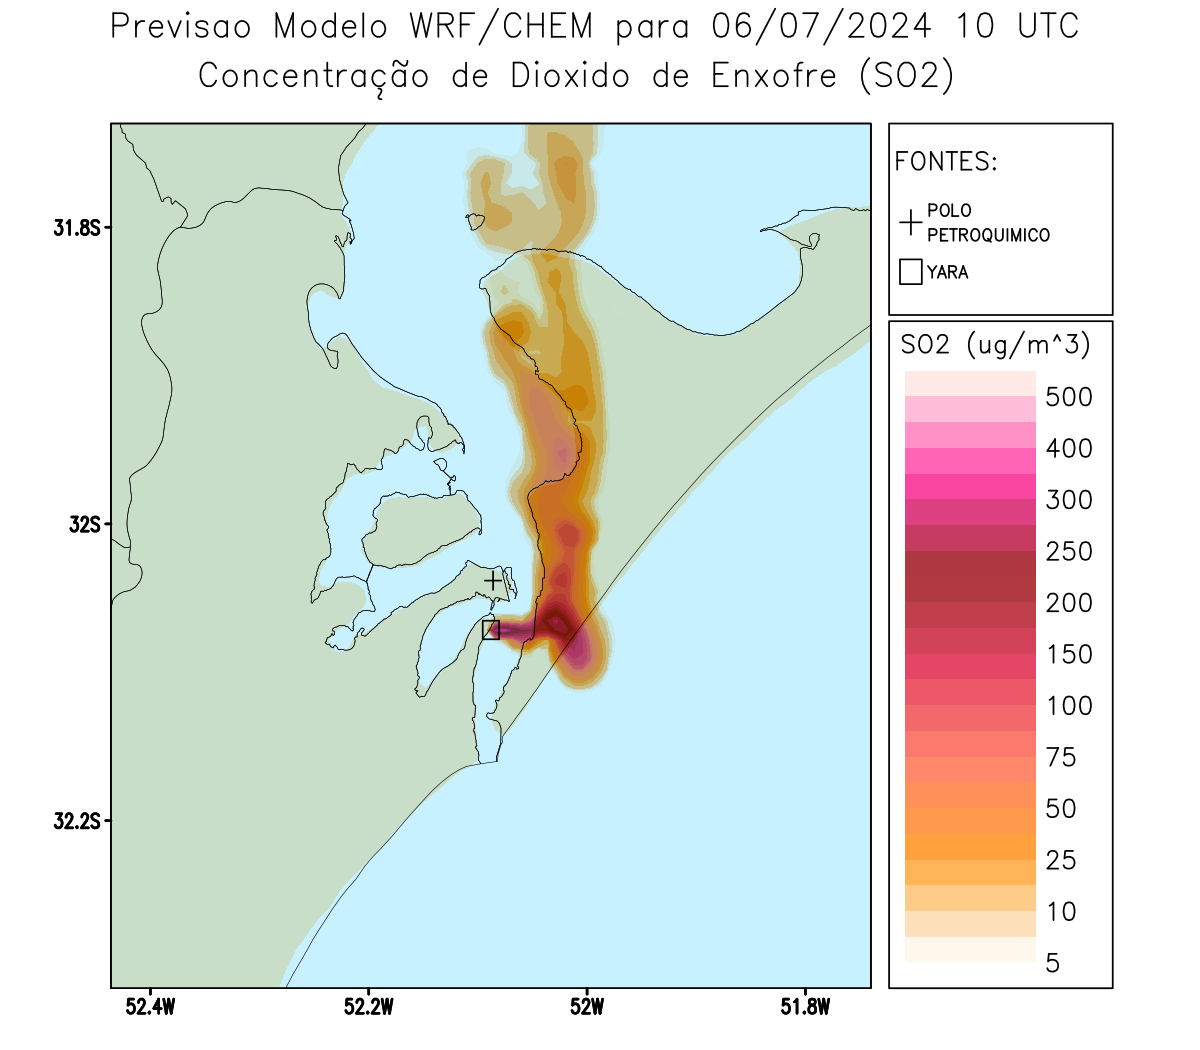 Previsao Modelo WRF/CHEM para 06/07/2024 10 UTC
Concentração de Dioxido de Enxofre (SO2)
FONTES:
POLO
PETROQUIMICO
YARA
SO2 (ug/m^3)
500
400
300
250
200
150
100
75
50
25
10
5
31.8S
32S
32.2S
52.4W
52.2W
52W
51.8W